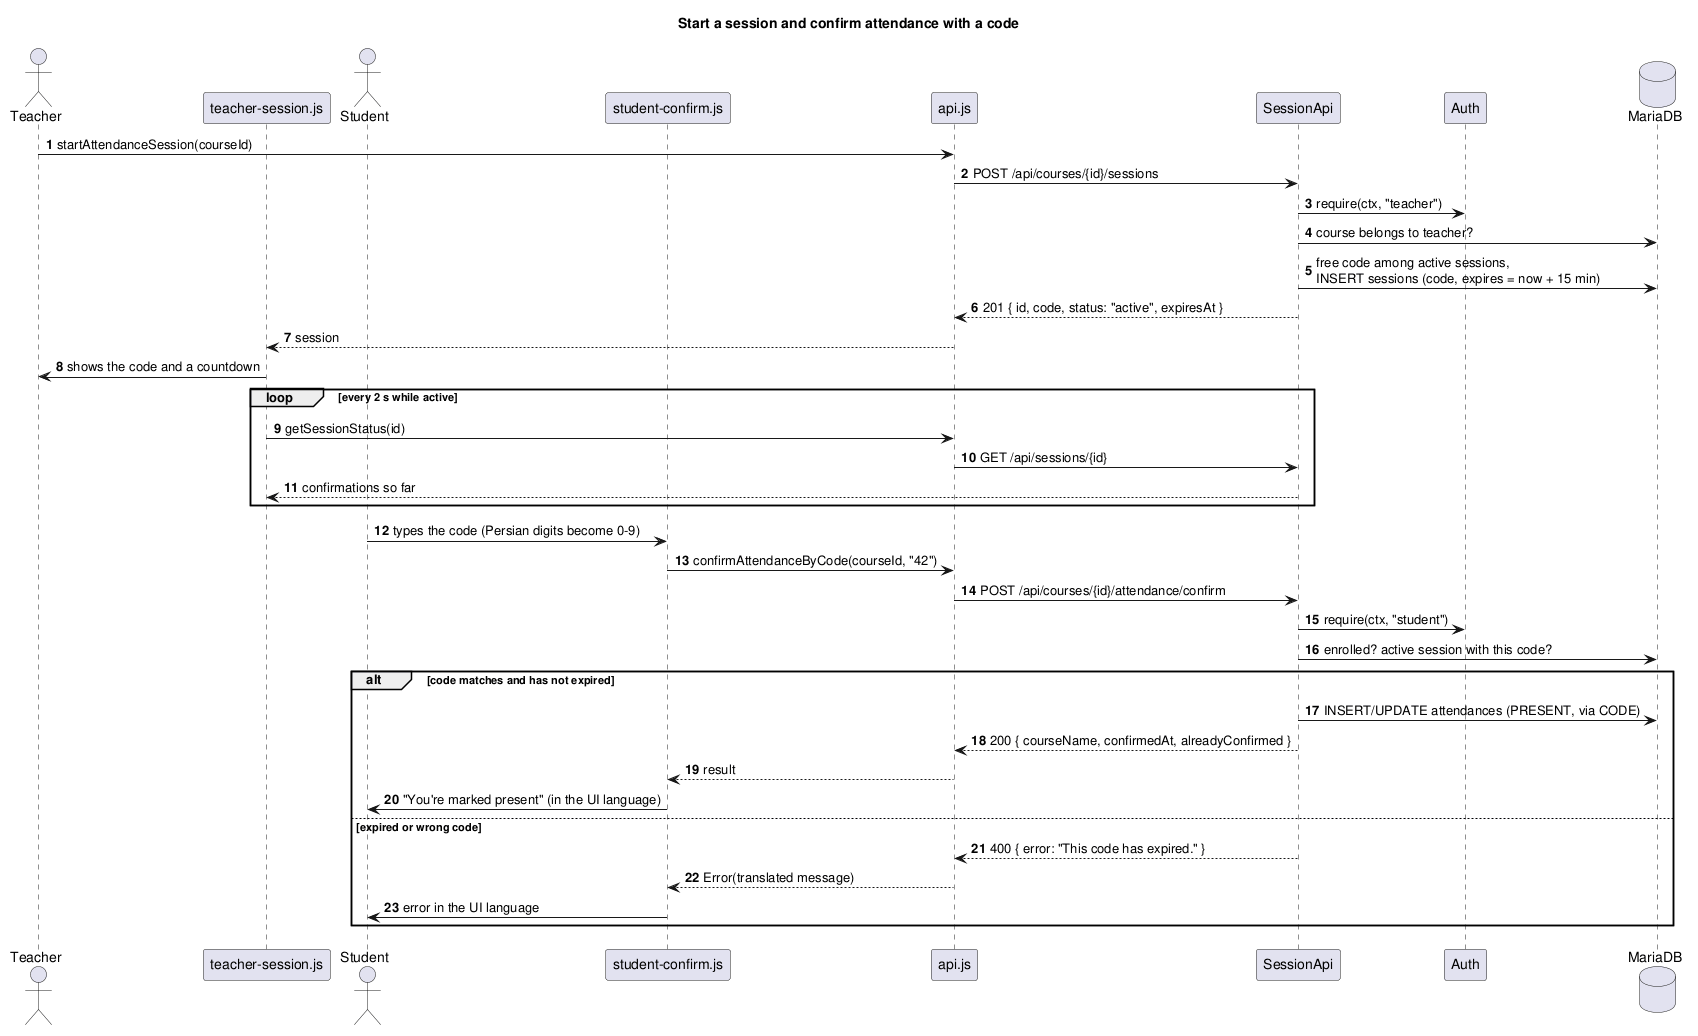 Start a session and confirm attendance with a code
Teacher
teacher-session.js
Student
student-confirm.js
api.js
SessionApi
Auth
MariaDB
1 startAttendanceSession(courseId)
2 POST /api/courses/{id}/sessions
3 require(ctx, "teacher")
4 course belongs to teacher?
5 free code among active sessions,
INSERT sessions (code, expires = now + 15 min)
6 201 { id, code, status: "active", expiresAt }
7 session
8 shows the code and a countdown
loop [every 2 s while active]
9 getSessionStatus(id)
10 GET /api/sessions/{id}
11 confirmations so far
12 types the code (Persian digits become 0-9)
13 confirmAttendanceByCode(courseId, "42")
14 POST /api/courses/{id}/attendance/confirm
15 require(ctx, "student")
16 enrolled? active session with this code?
alt [code matches and has not expired]
17 INSERT/UPDATE attendances (PRESENT, via CODE)
18 200 { courseName, confirmedAt, alreadyConfirmed }
19 result
20 "You're marked present" (in the UI language)
[expired or wrong code]
21 400 { error: "This code has expired." }
22 Error(translated message)
23 error in the UI language
Teacher
teacher-session.js
Student
student-confirm.js
api.js
SessionApi
Auth
MariaDB